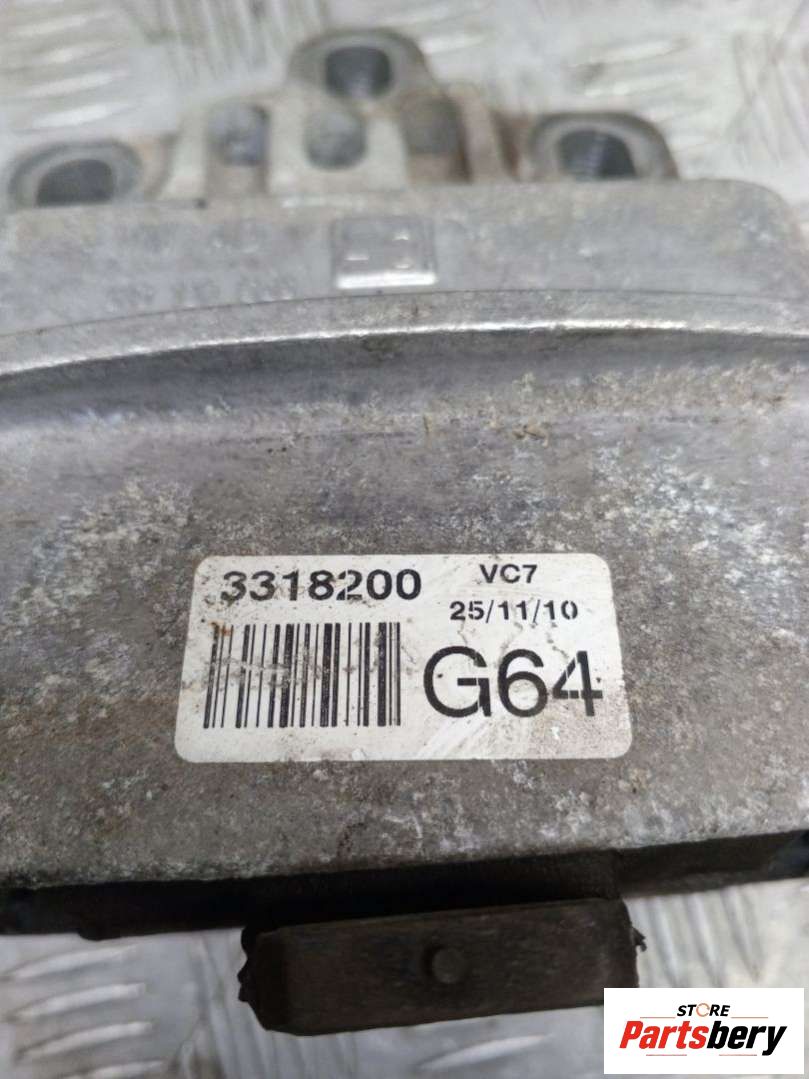 3318200
VC7
25/11/10
G64
STORE
Partsbery